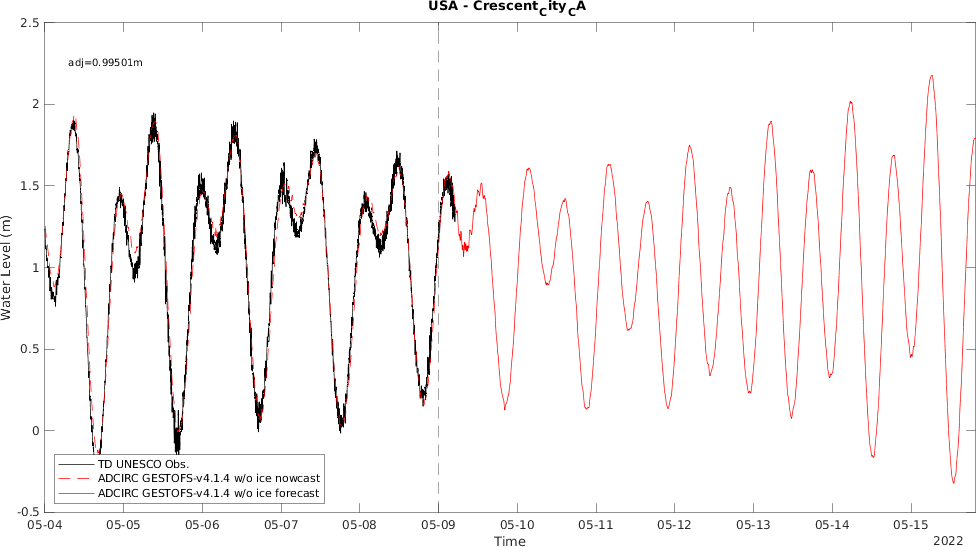 USA - CrescentCityCA
2.5
adj=0.99501m
2
1.5
1
0.5
0
-0.5
Water Level (m)
TD UNESCO Obs.
ADCIRC GESTOFS-v4.1.4 w/o ice nowcast
ADCIRC GESTOFS-v4.1.4 w/o ice forecast
05-04 05-05 05-06 05-07 05-08 05-09 05-10 05-11 05-12 05-13 05-14 05-15
Time
2022